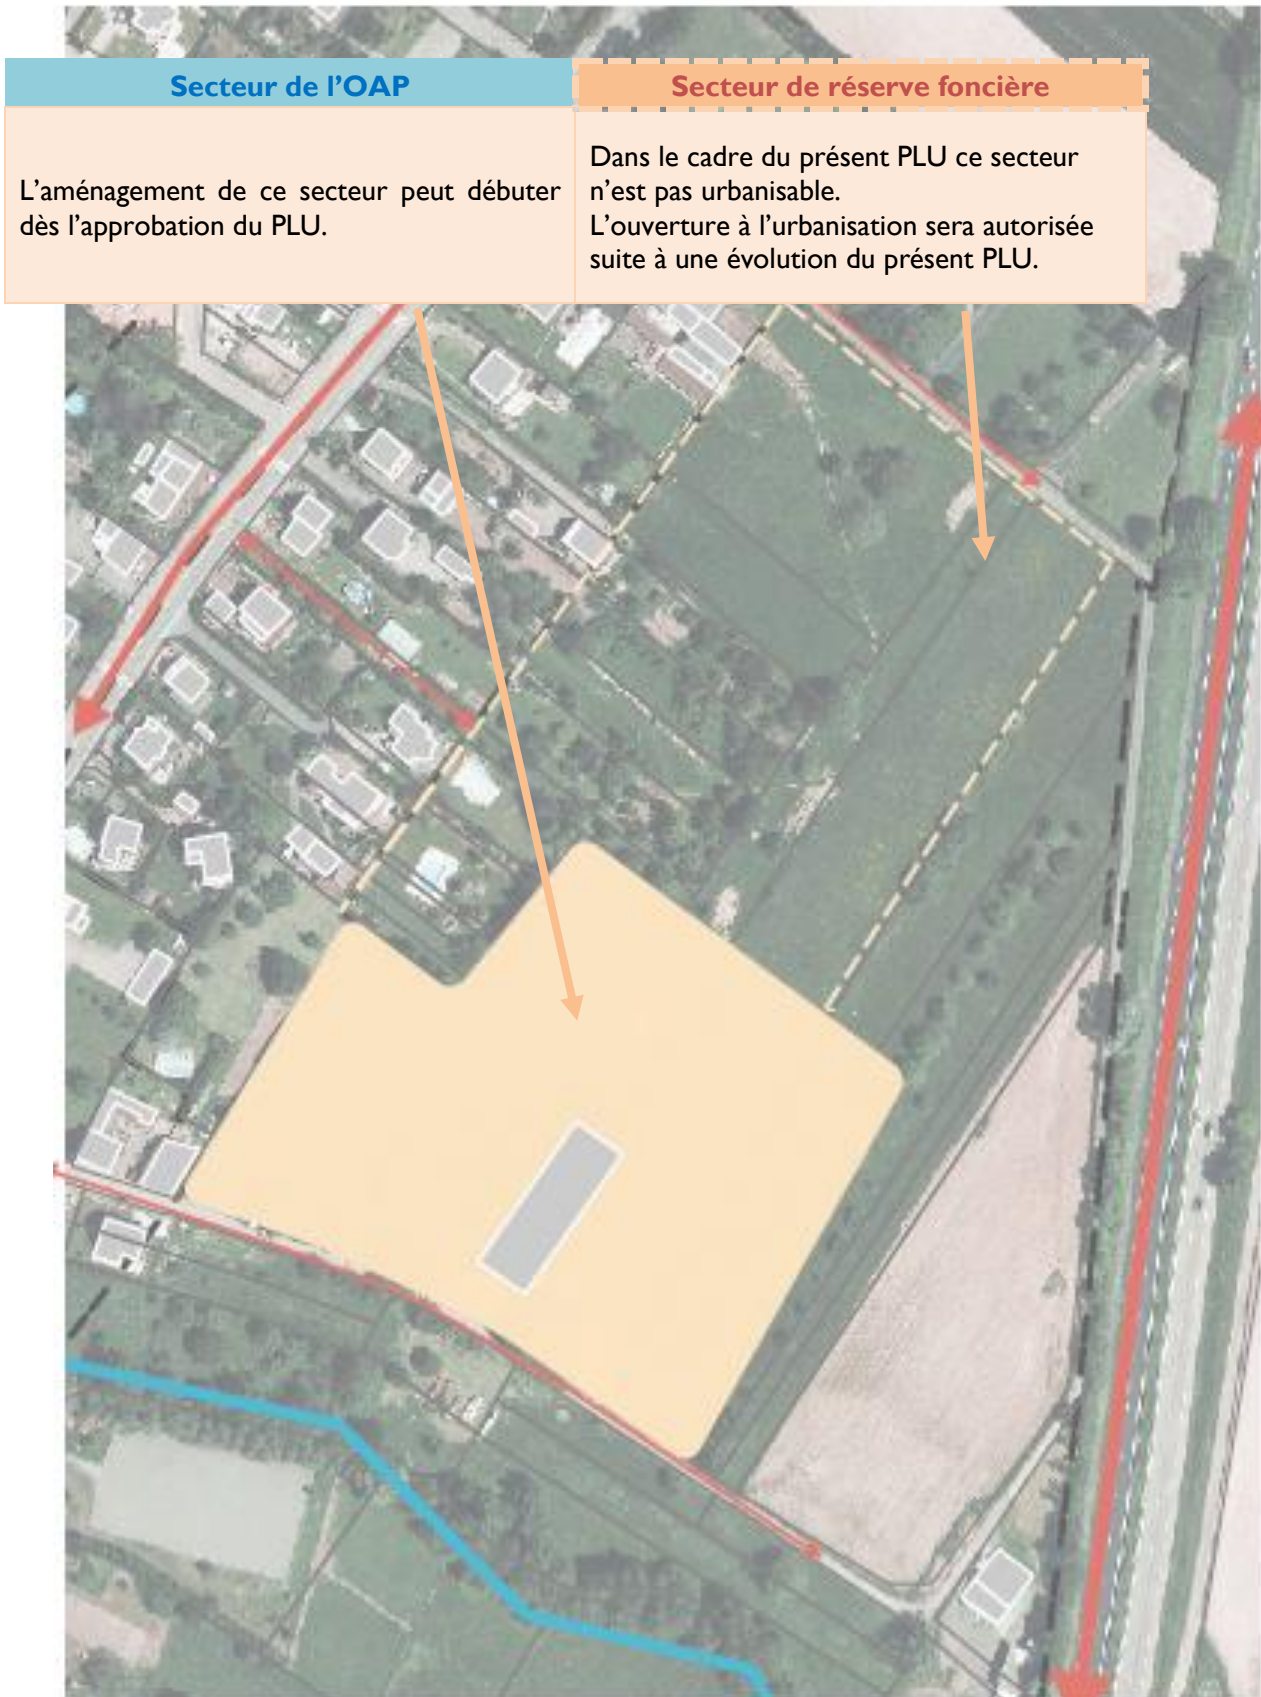 Secteur de l’OAP
L’aménagement de ce secteur peut débuter
dès l’approbation du PLU.
Secteur de réserve foncière
Dans le cadre du présent PLU ce secteur
n’est pas urbanisable.
L’ouverture à l’urbanisation sera autorisée
suite à une évolution du présent PLU.